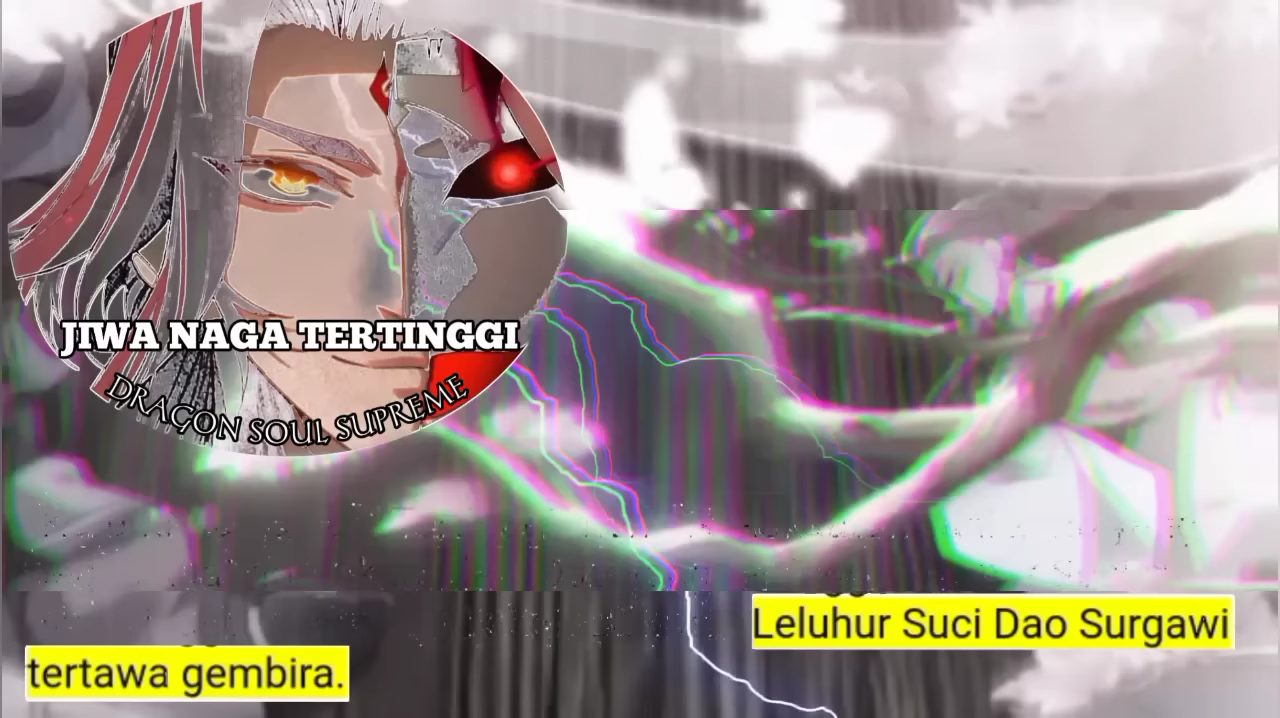 JIWA NAGA TERTINGGI
DRAGON SOUL SUPREME
Leluhur Suci Dao Surgawi
tertawa gembira.